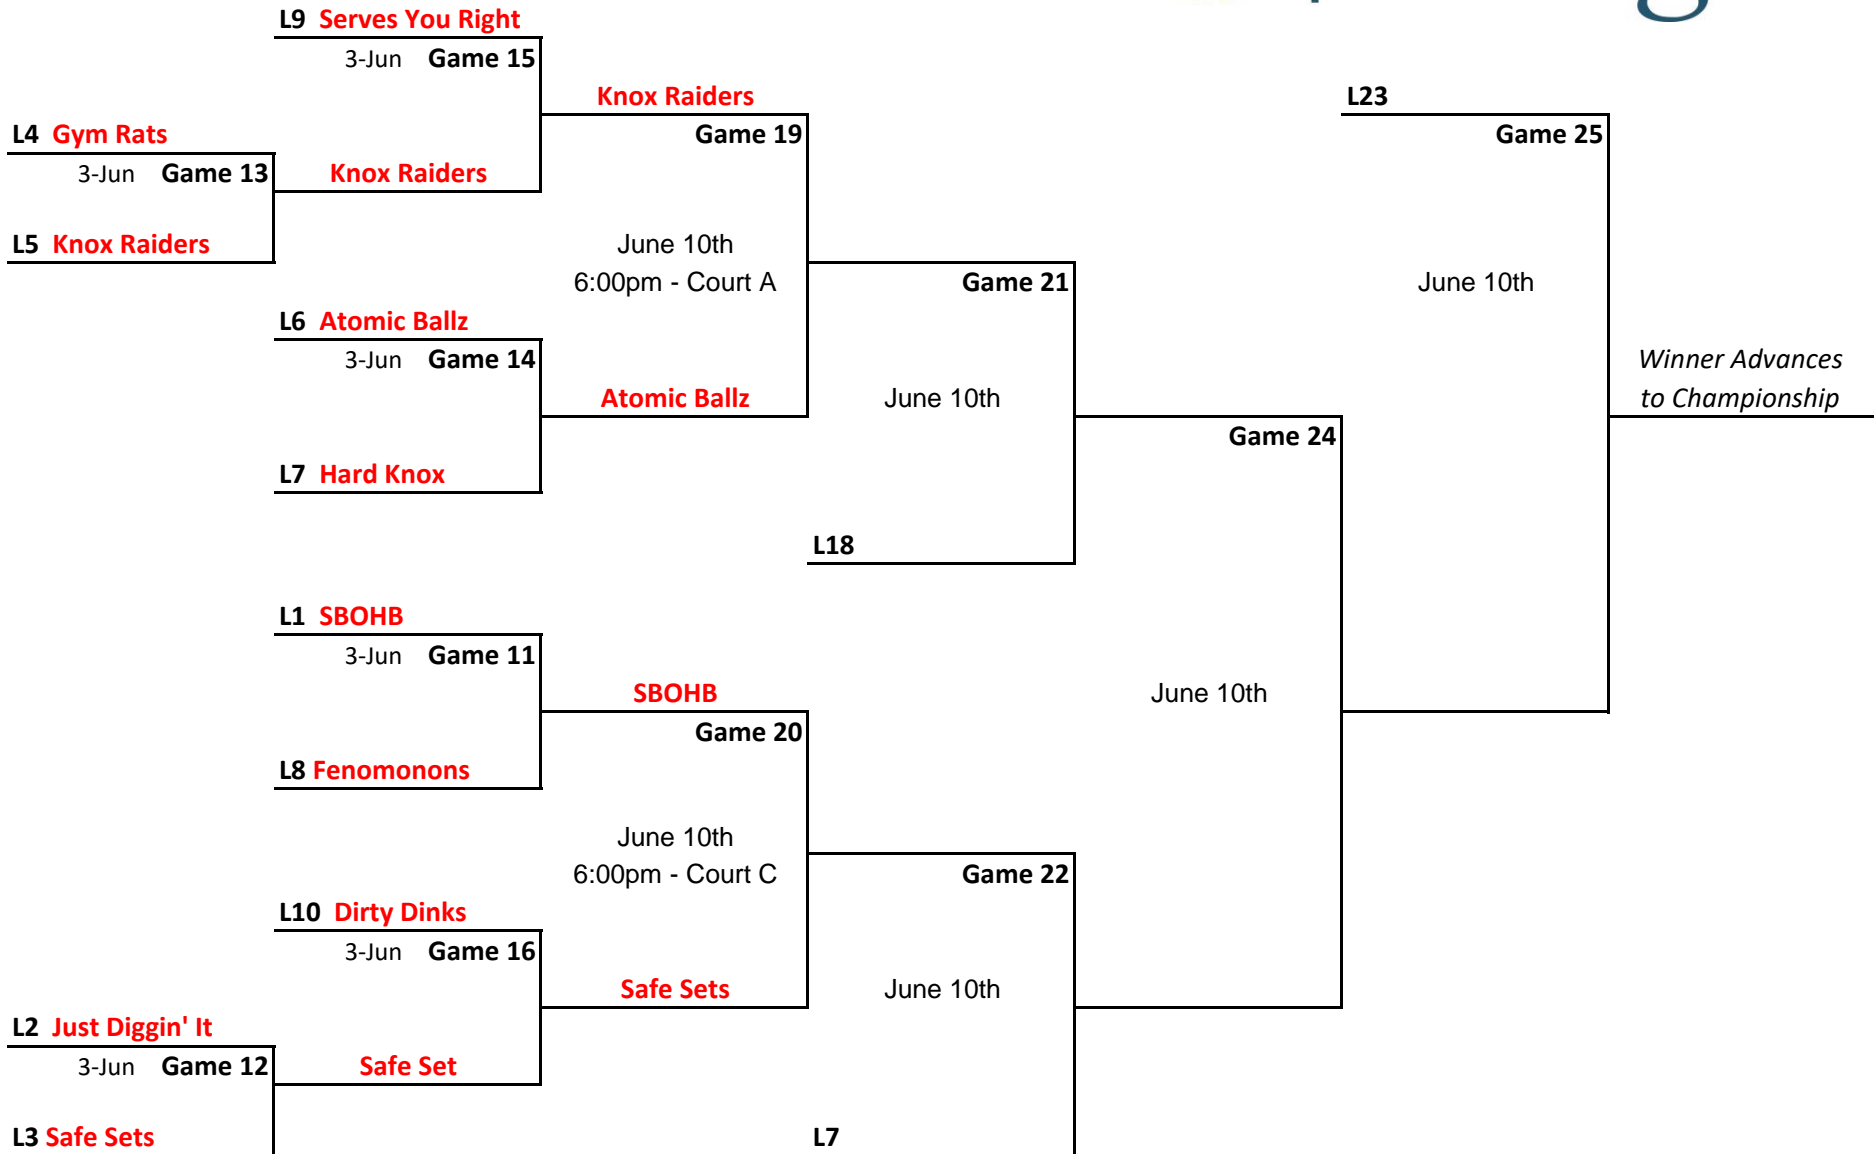 L9 Serves You Right
3-Jun Game 15
Knox Raiders
L23
L4 Gym Rats
Game 19
Game 25
3-Jun Game 13
Knox Raiders
L5 Knox Raiders
June 10th
6:00pm - Court A
Game 21
June 10th
L6 Atomic Ballz
3-Jun Game 14
Winner Advances
to Championship
Atomic Ballz
June 10th
Game 24
L7 Hard Knox
L18
L1 SBOHB
3-Jun Game 11
SBOHB
June 10th
Game 20
L8 Fenomonons
June 10th
6:00pm - Court C
Game 22
L10 Dirty Dinks
3-Jun Game 16
Safe Sets
June 10th
L2 Just Diggin' It
3-Jun Game 12
Safe Set
L3 Safe Sets
L7